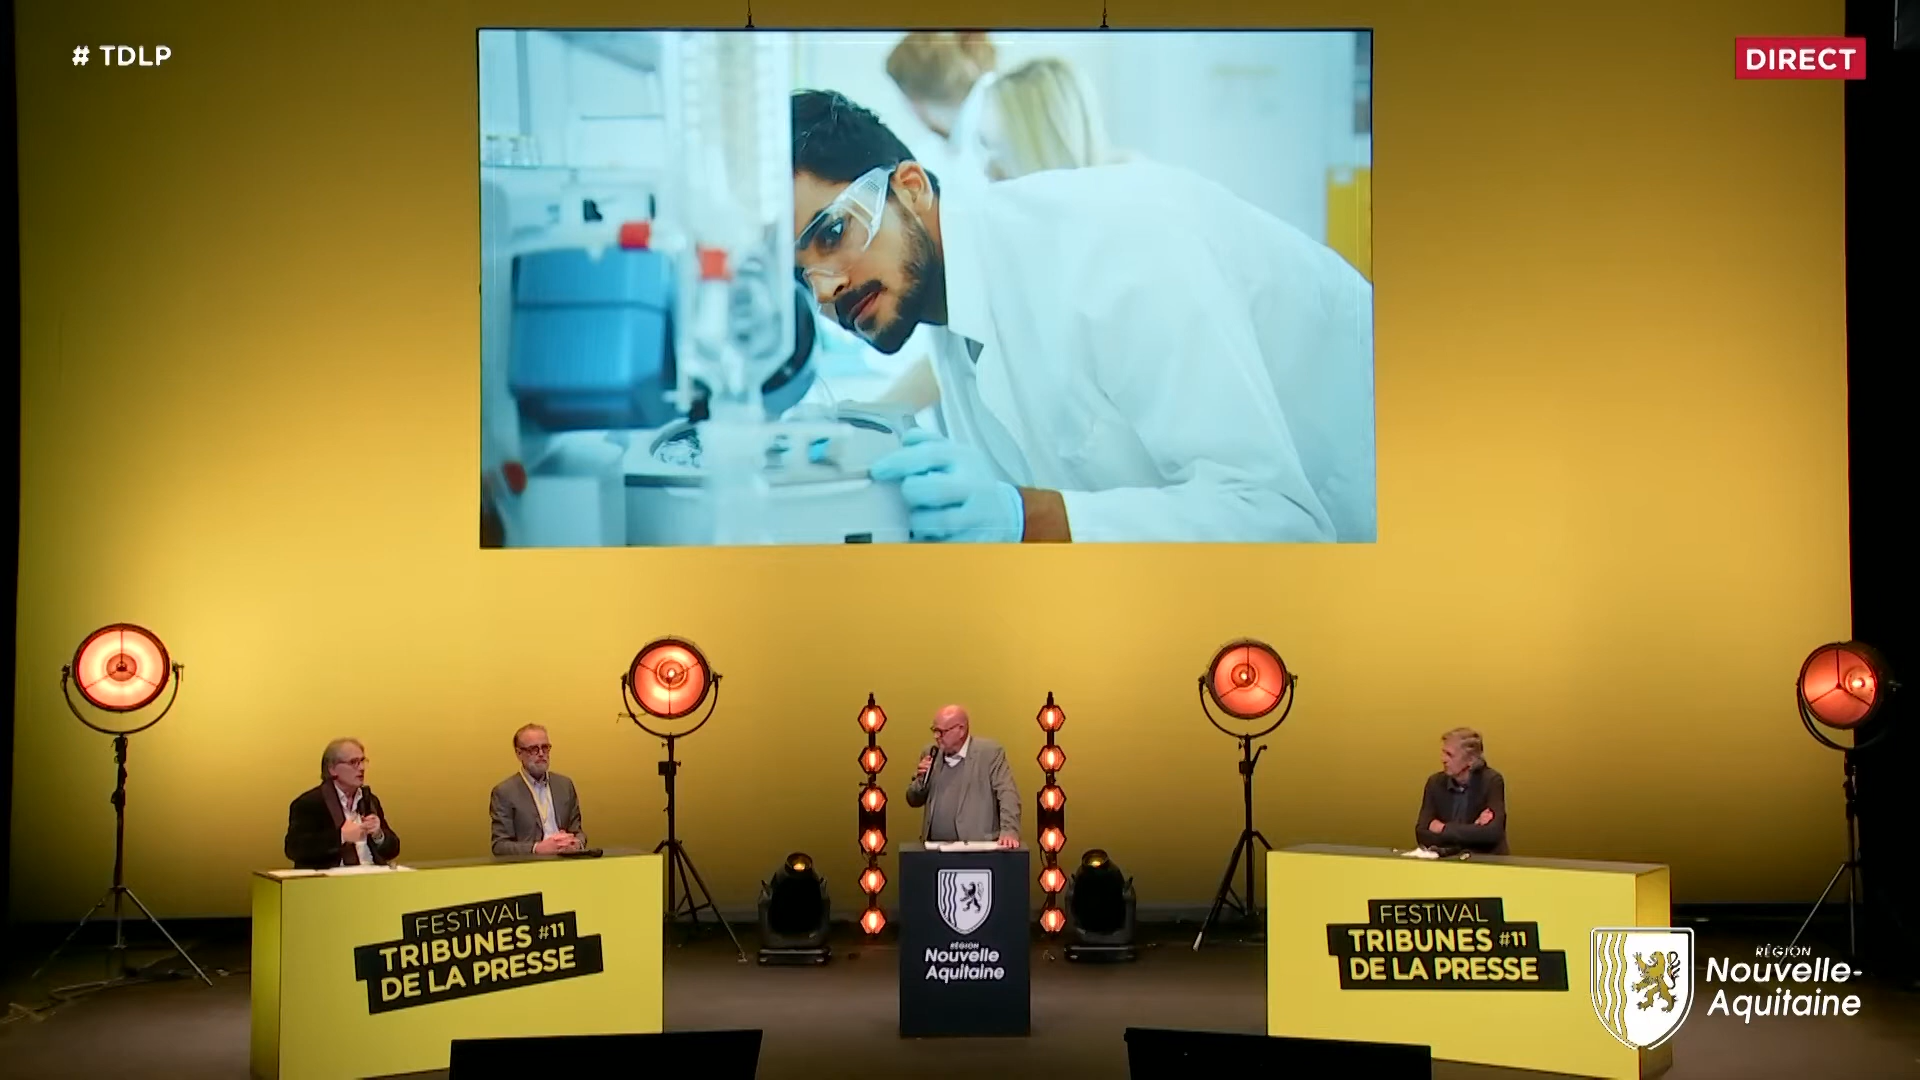 # TDLP
DIRECT
FESTIVAL
TRIBUNES #11
DE LA PRESSE
RÉGION
Nouvelle
Aquitaine
FESTIVAL
TRIBUNES #11
DE LA PRESSE
RÉGION
Nouvelle-
Aquitaine